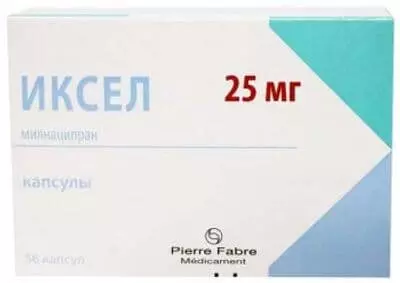 ИКСЕЛ 25 мг
милнаципран
капсулы
56 капсул
Pierre Fabre
Médicament